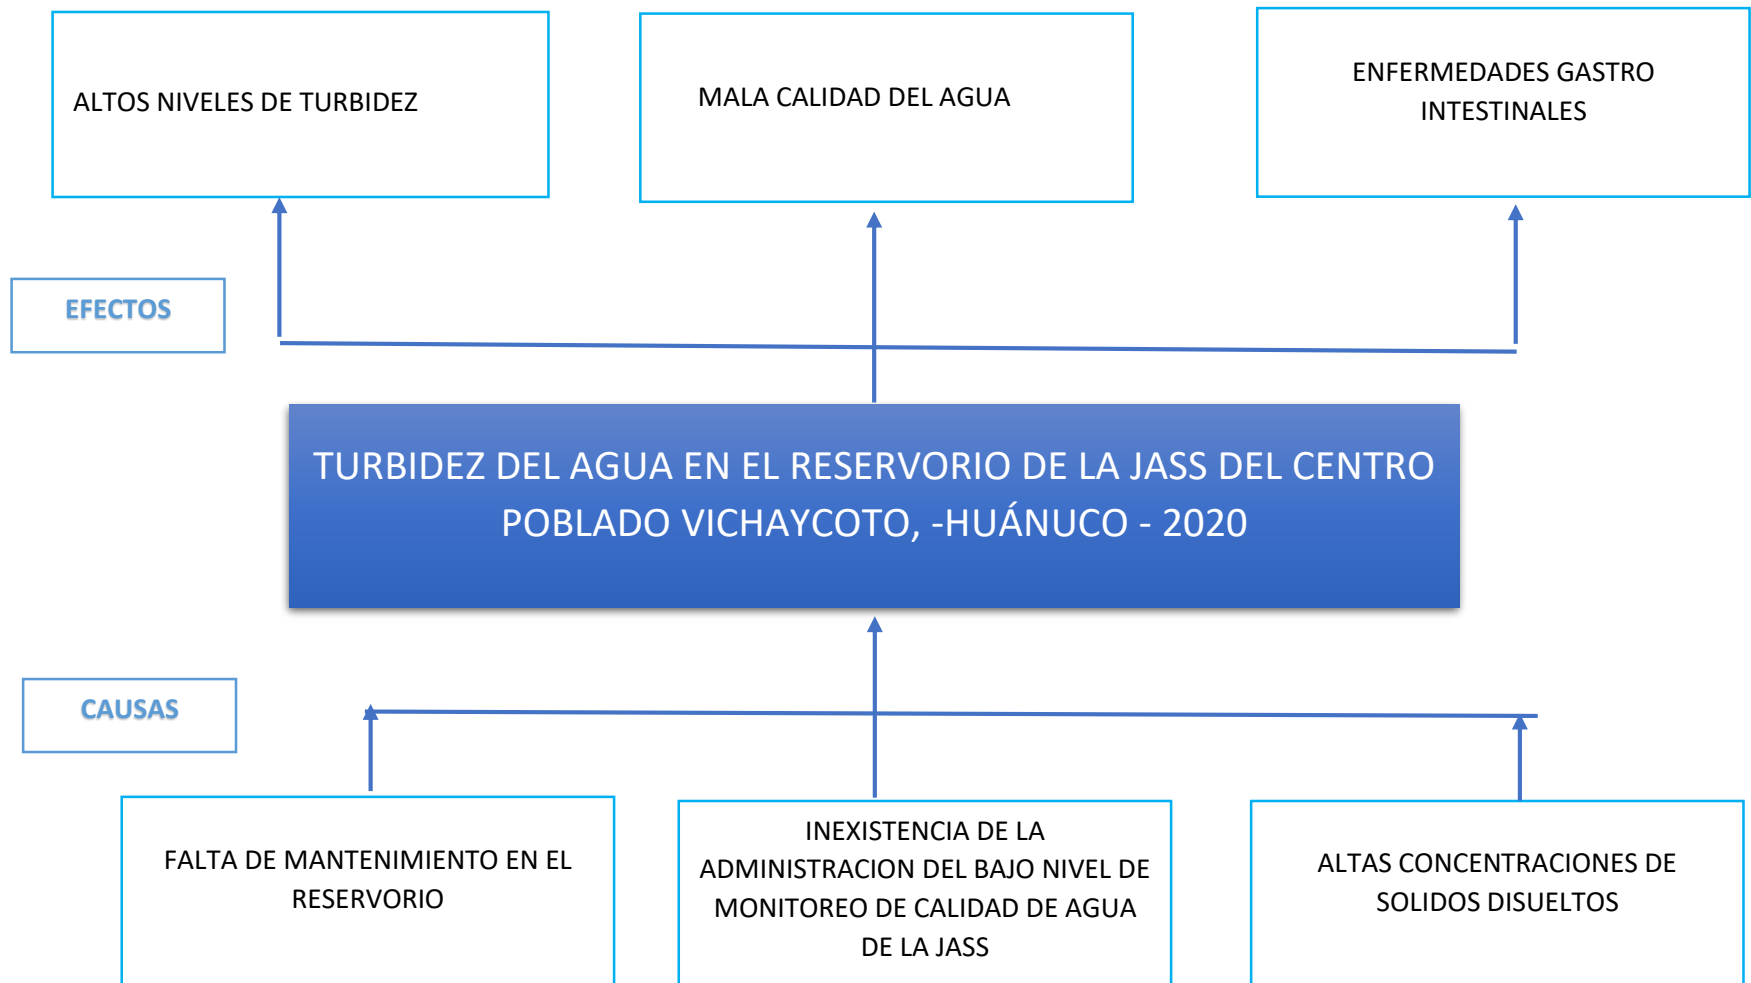 ALTOS NIVELES DE TURBIDEZ
MALA CALIDAD DEL AGUA
ENFERMEDADES GASTRO
INTESTINALES
EFECTOS
TURBIDEZ DEL AGUA EN EL RESERVORIO DE LA JASS DEL CENTRO
POBLADO VICHAYCOTO, -HUÁNUCO - 2020
CAUSAS
FALTA DE MANTENIMIENTO EN EL
RESERVORIO
INEXISTENCIA DE LA
ADMINISTRACION DEL BAJO NIVEL DE
MONITOREO DE CALIDAD DE AGUA
DE LA JASS
ALTAS CONCENTRACIONES DE
SOLIDOS DISUELTOS